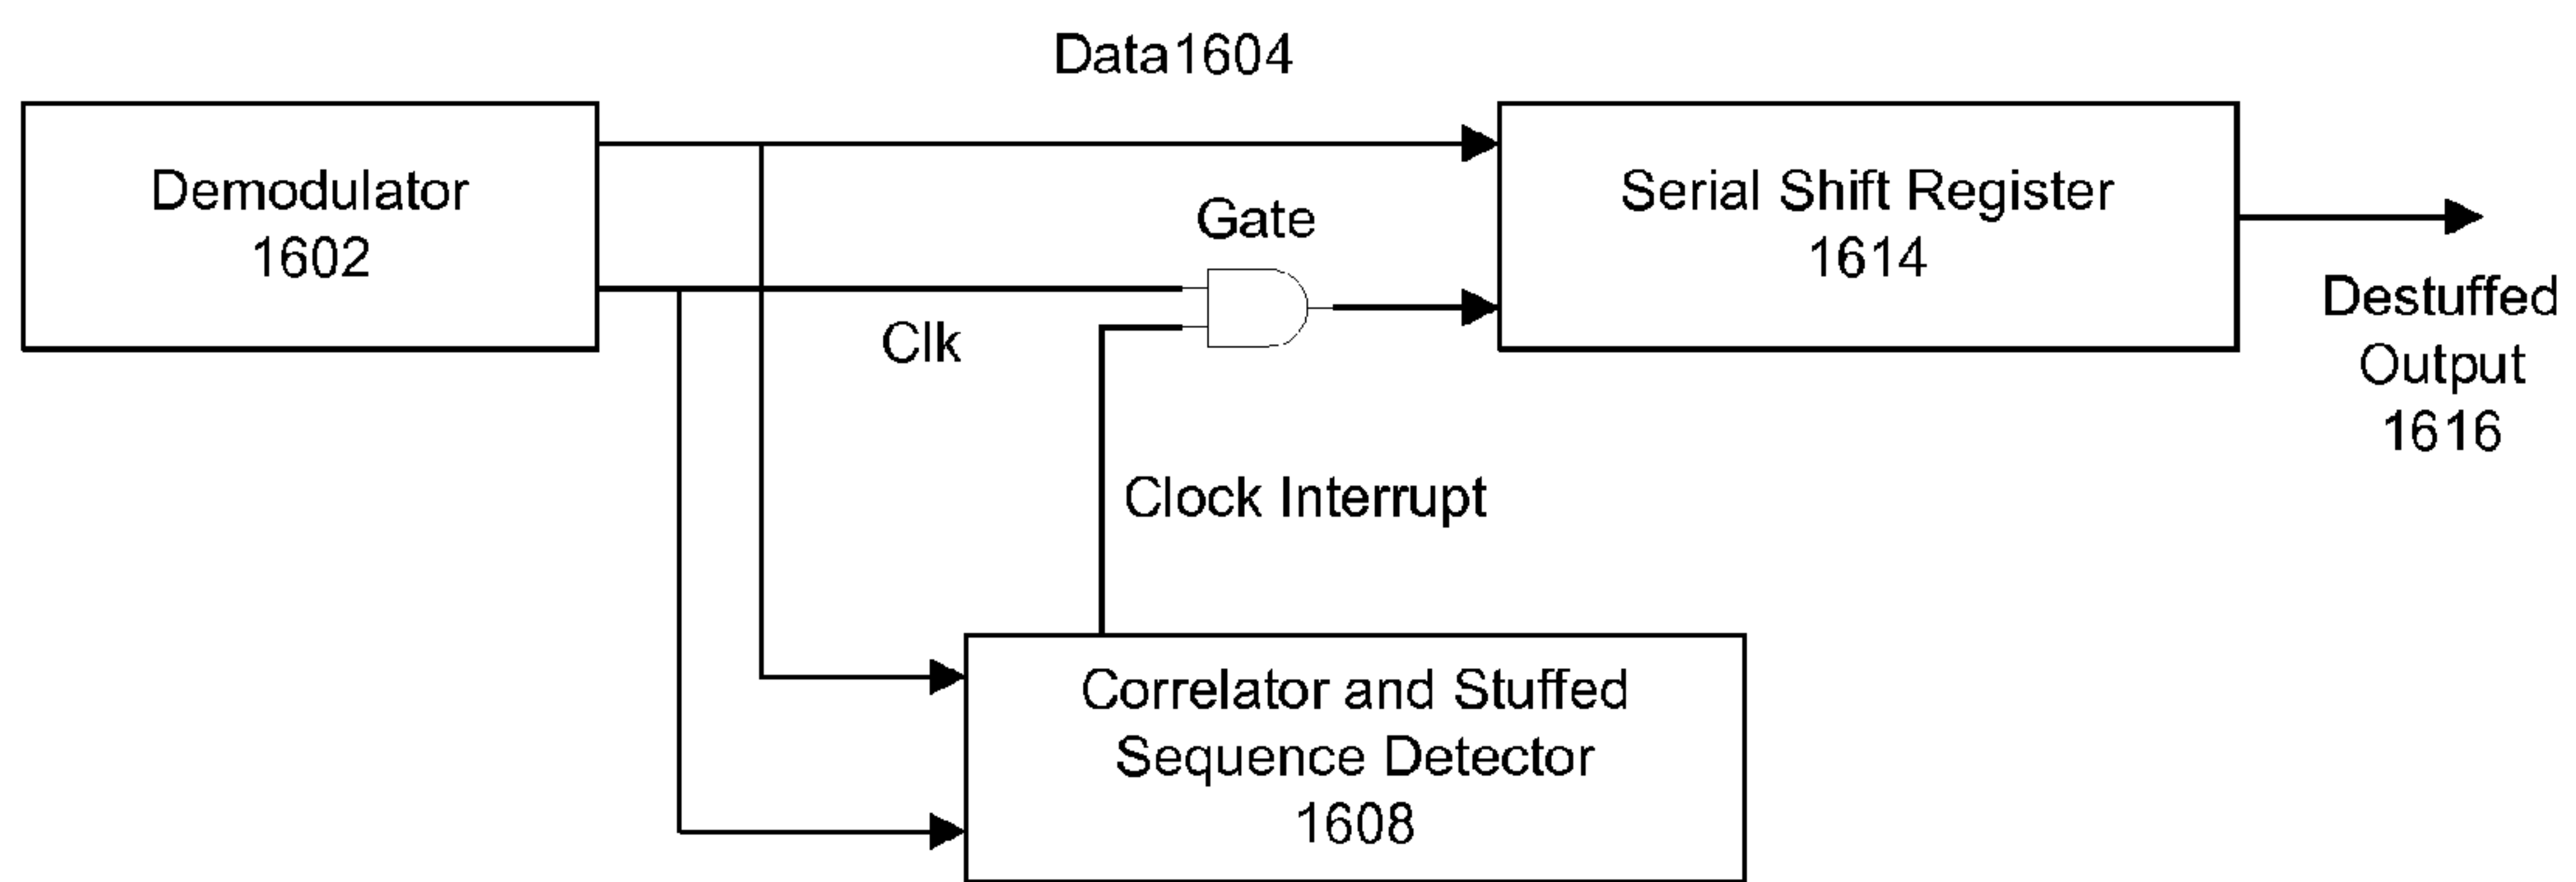 Data1604
Demodulator
1602
Gate
Serial Shift Register
1614
Clk
Destuffed
Output
1616
Clock Interrupt
Correlator and Stuffed
Sequence Detector
1608